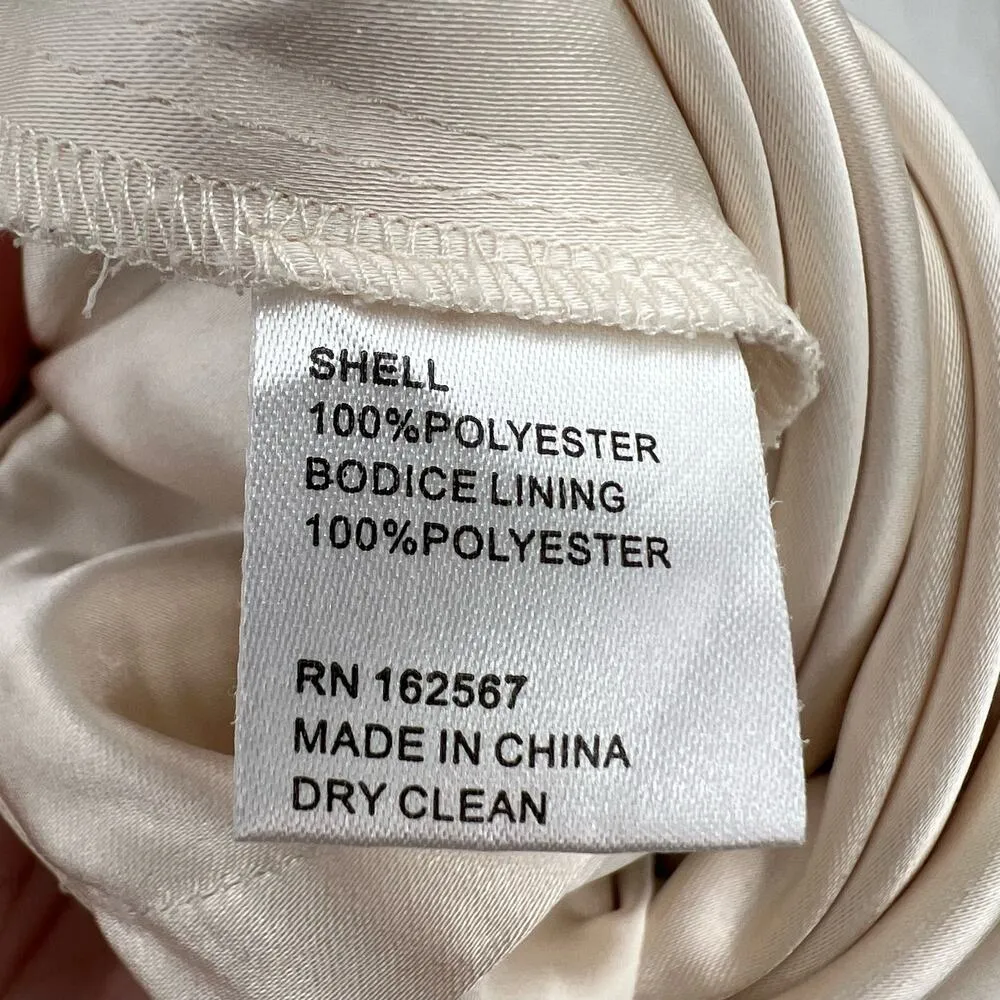 SHELL
100%POLYESTER
BODICE LINING
100%POLYESTER
RN 162567
MADE IN CHINA
DRY CLEAN